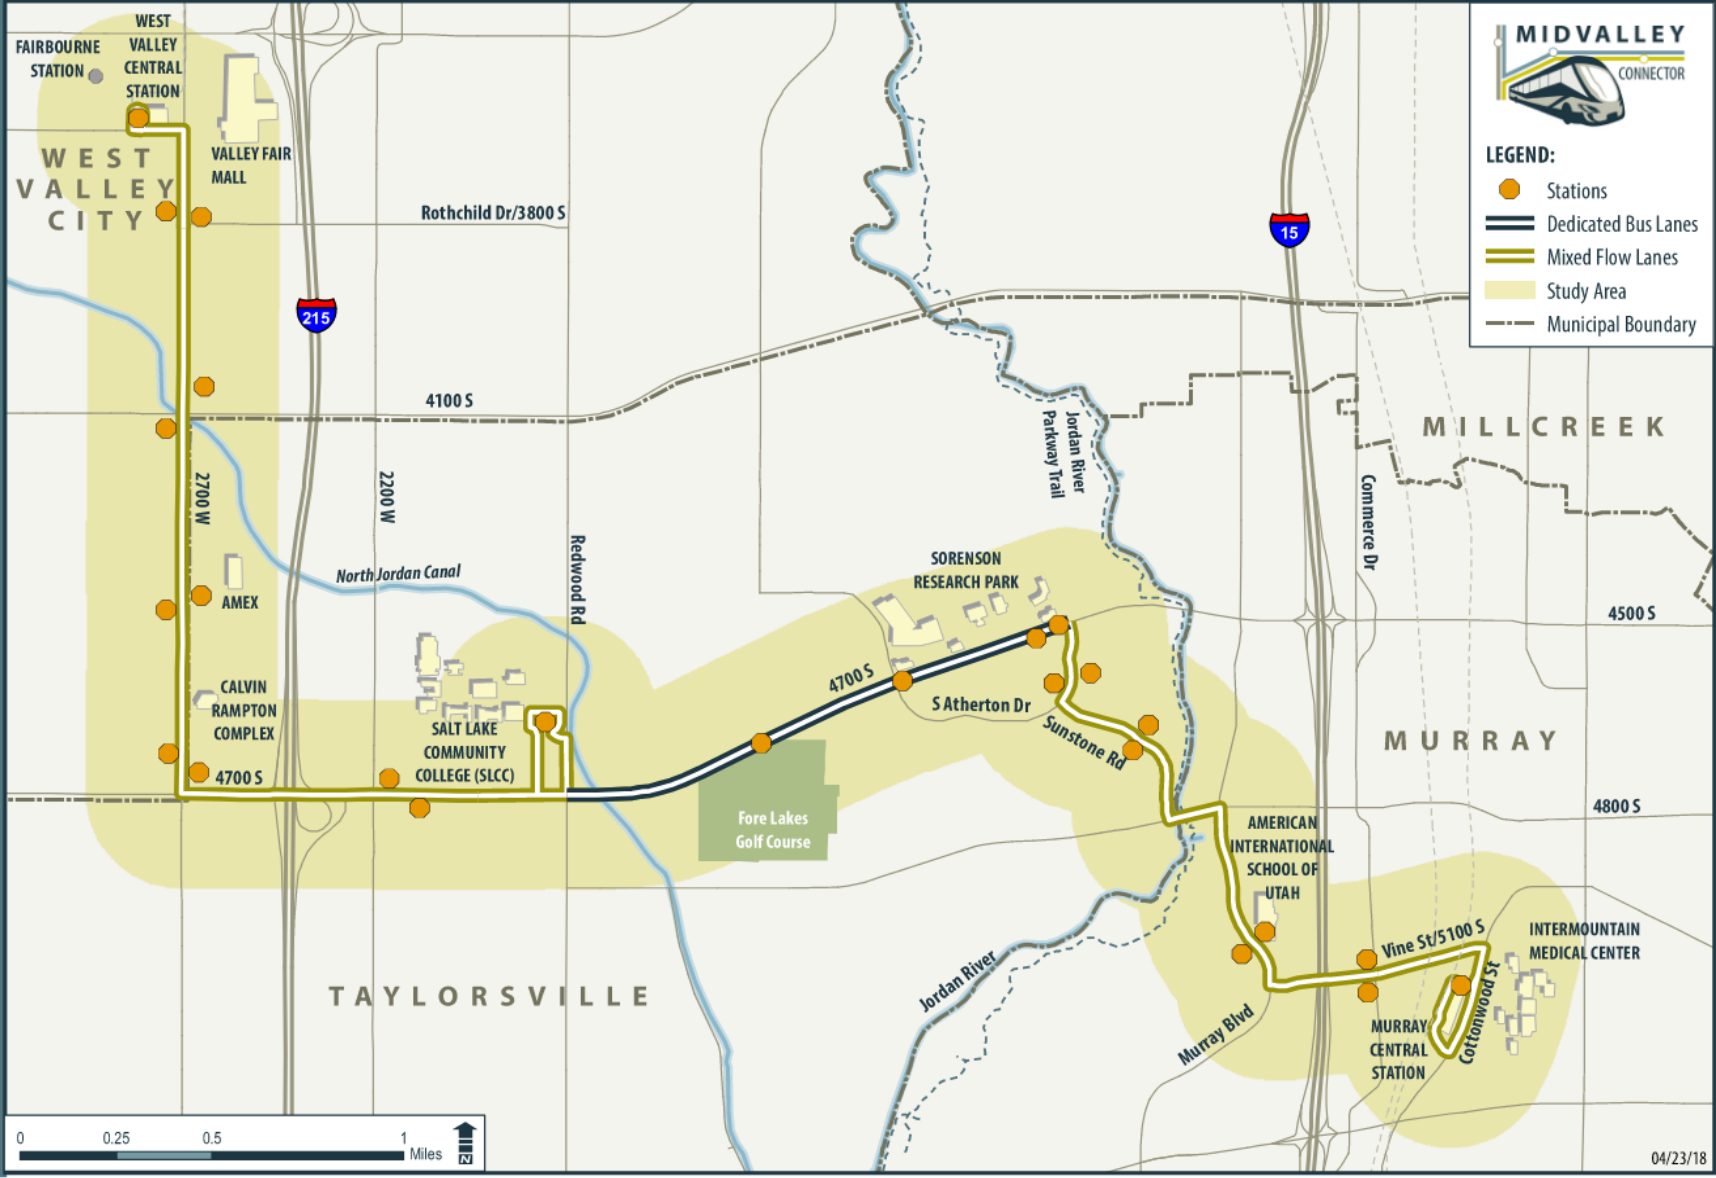 WEST
VALLEY
CENTRAL
STATION
FAIRBOURNE
STATION
VALLEY FAIR
MALL
WEST
VALLEY
CITY
Rothchild Dr/3800 S
215
15
MIDVALLEY
CONNECTOR
LEGEND:
Stations
Dedicated Bus Lanes
Mixed Flow Lanes
Study Area
Municipal Boundary
4100 S
MILLCREEK
Jordan River
Parkway Trail
2700 W
2200 W
Commerce Dr
Redwood Rd
North Jordan Canal
AMEX
SORENSON
RESEARCH PARK
4500 S
CALVIN
RAMPTON
COMPLEX
4700 S
SALT LAKE
COMMUNITY
COLLEGE (SLCC)
4700 S
S Atherton Dr
Sunstone Rd
MURRAY
4800 S
Fore Lakes
Golf Course
AMERICAN
INTERNATIONAL
SCHOOL OF
UTAH
Vine St/5100 S
INTERMOUNTAIN
MEDICAL CENTER
Jordan River
TAYLORSVILLE
Murray Blvd
MURRAY
CENTRAL
STATION
Cottonwood St
0 0.25 0.5 1
Miles
N
04/23/18